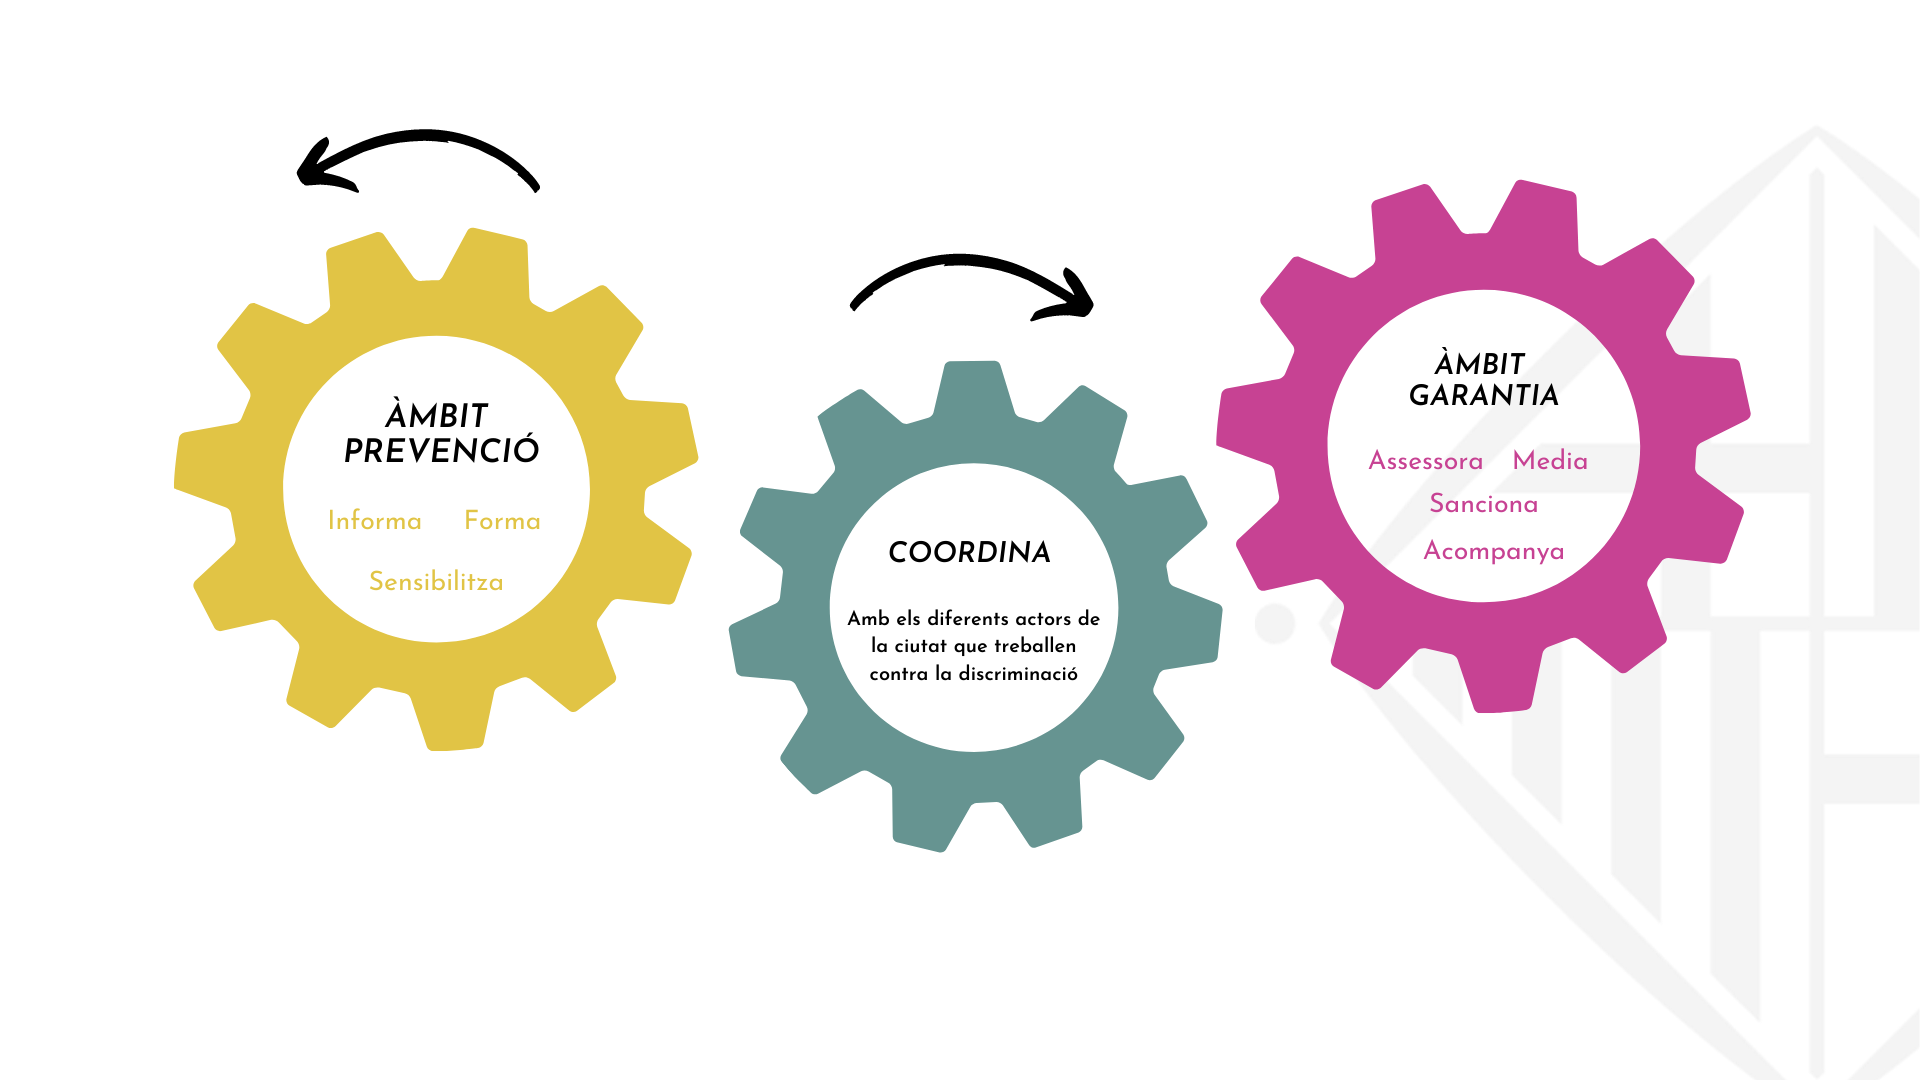 ÀMBIT
PREVENCIÓ
Informa Forma
Sensibilitza
COORDINA
Amb els diferents actors de
la ciutat que treballen
contra la discriminació
ÀMBIT
GARANTIA
Assessora Media
Sanciona
Acompanya